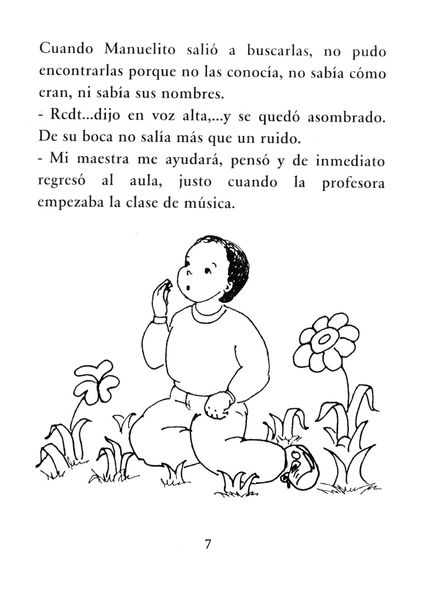 Cuando Manuelito salió a buscarlas, no pudo
encontrarlas porque no las conocía, no sabía cómo
eran, ni sabía sus nombres.
- Rcdt...dijo en voz alta,...y se quedó asombrado.
De su boca no salía más que un ruido.
- Mi maestra me ayudará, pensó y de inmediato
regresó al aula, justo cuando la profesora
empezaba la clase de música.
7